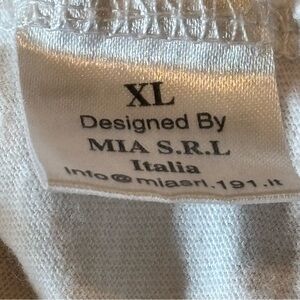 XL
Designed By
MIA S.R.L
Italia
Info@miasrl.191.it